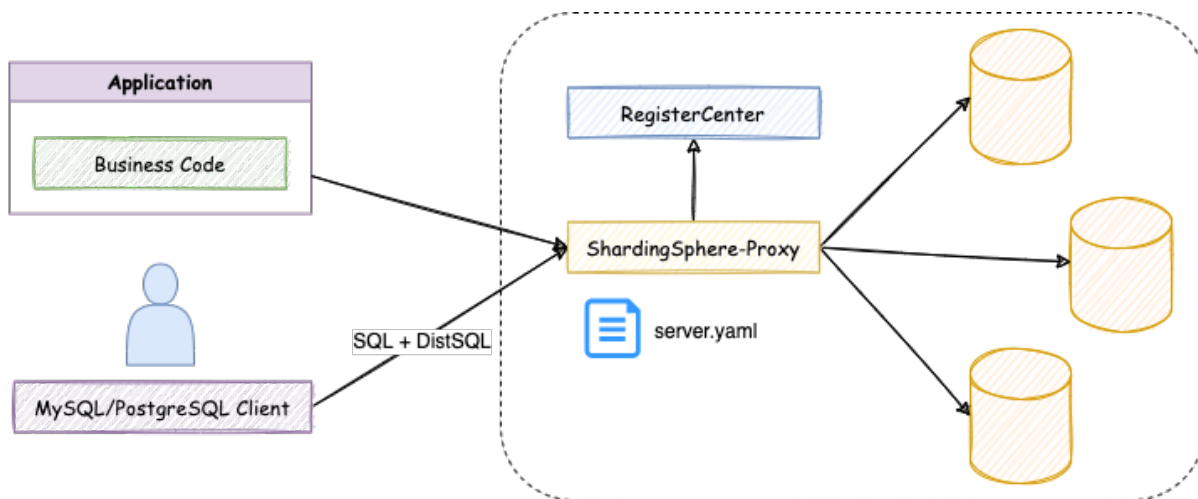 Application
Business Code
RegisterCenter
ShardingSphere-Proxy
server.yaml
SQL + DistSQL
MySQL/PostgreSQL Client